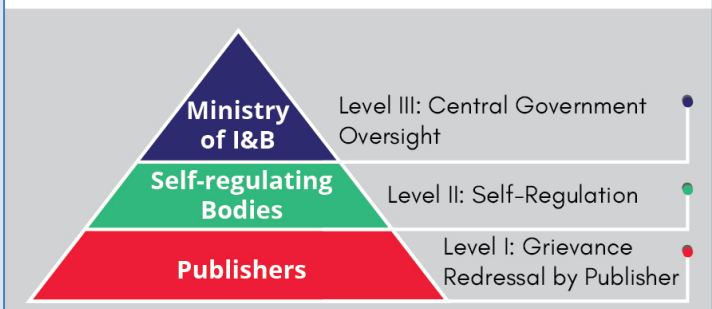 Ministry
of I&B
Level III: Central Government
Oversight
Self-regulating
Bodies
Level II: Self-Regulation
Publishers
Level I: Grievance
Redressal by Publisher